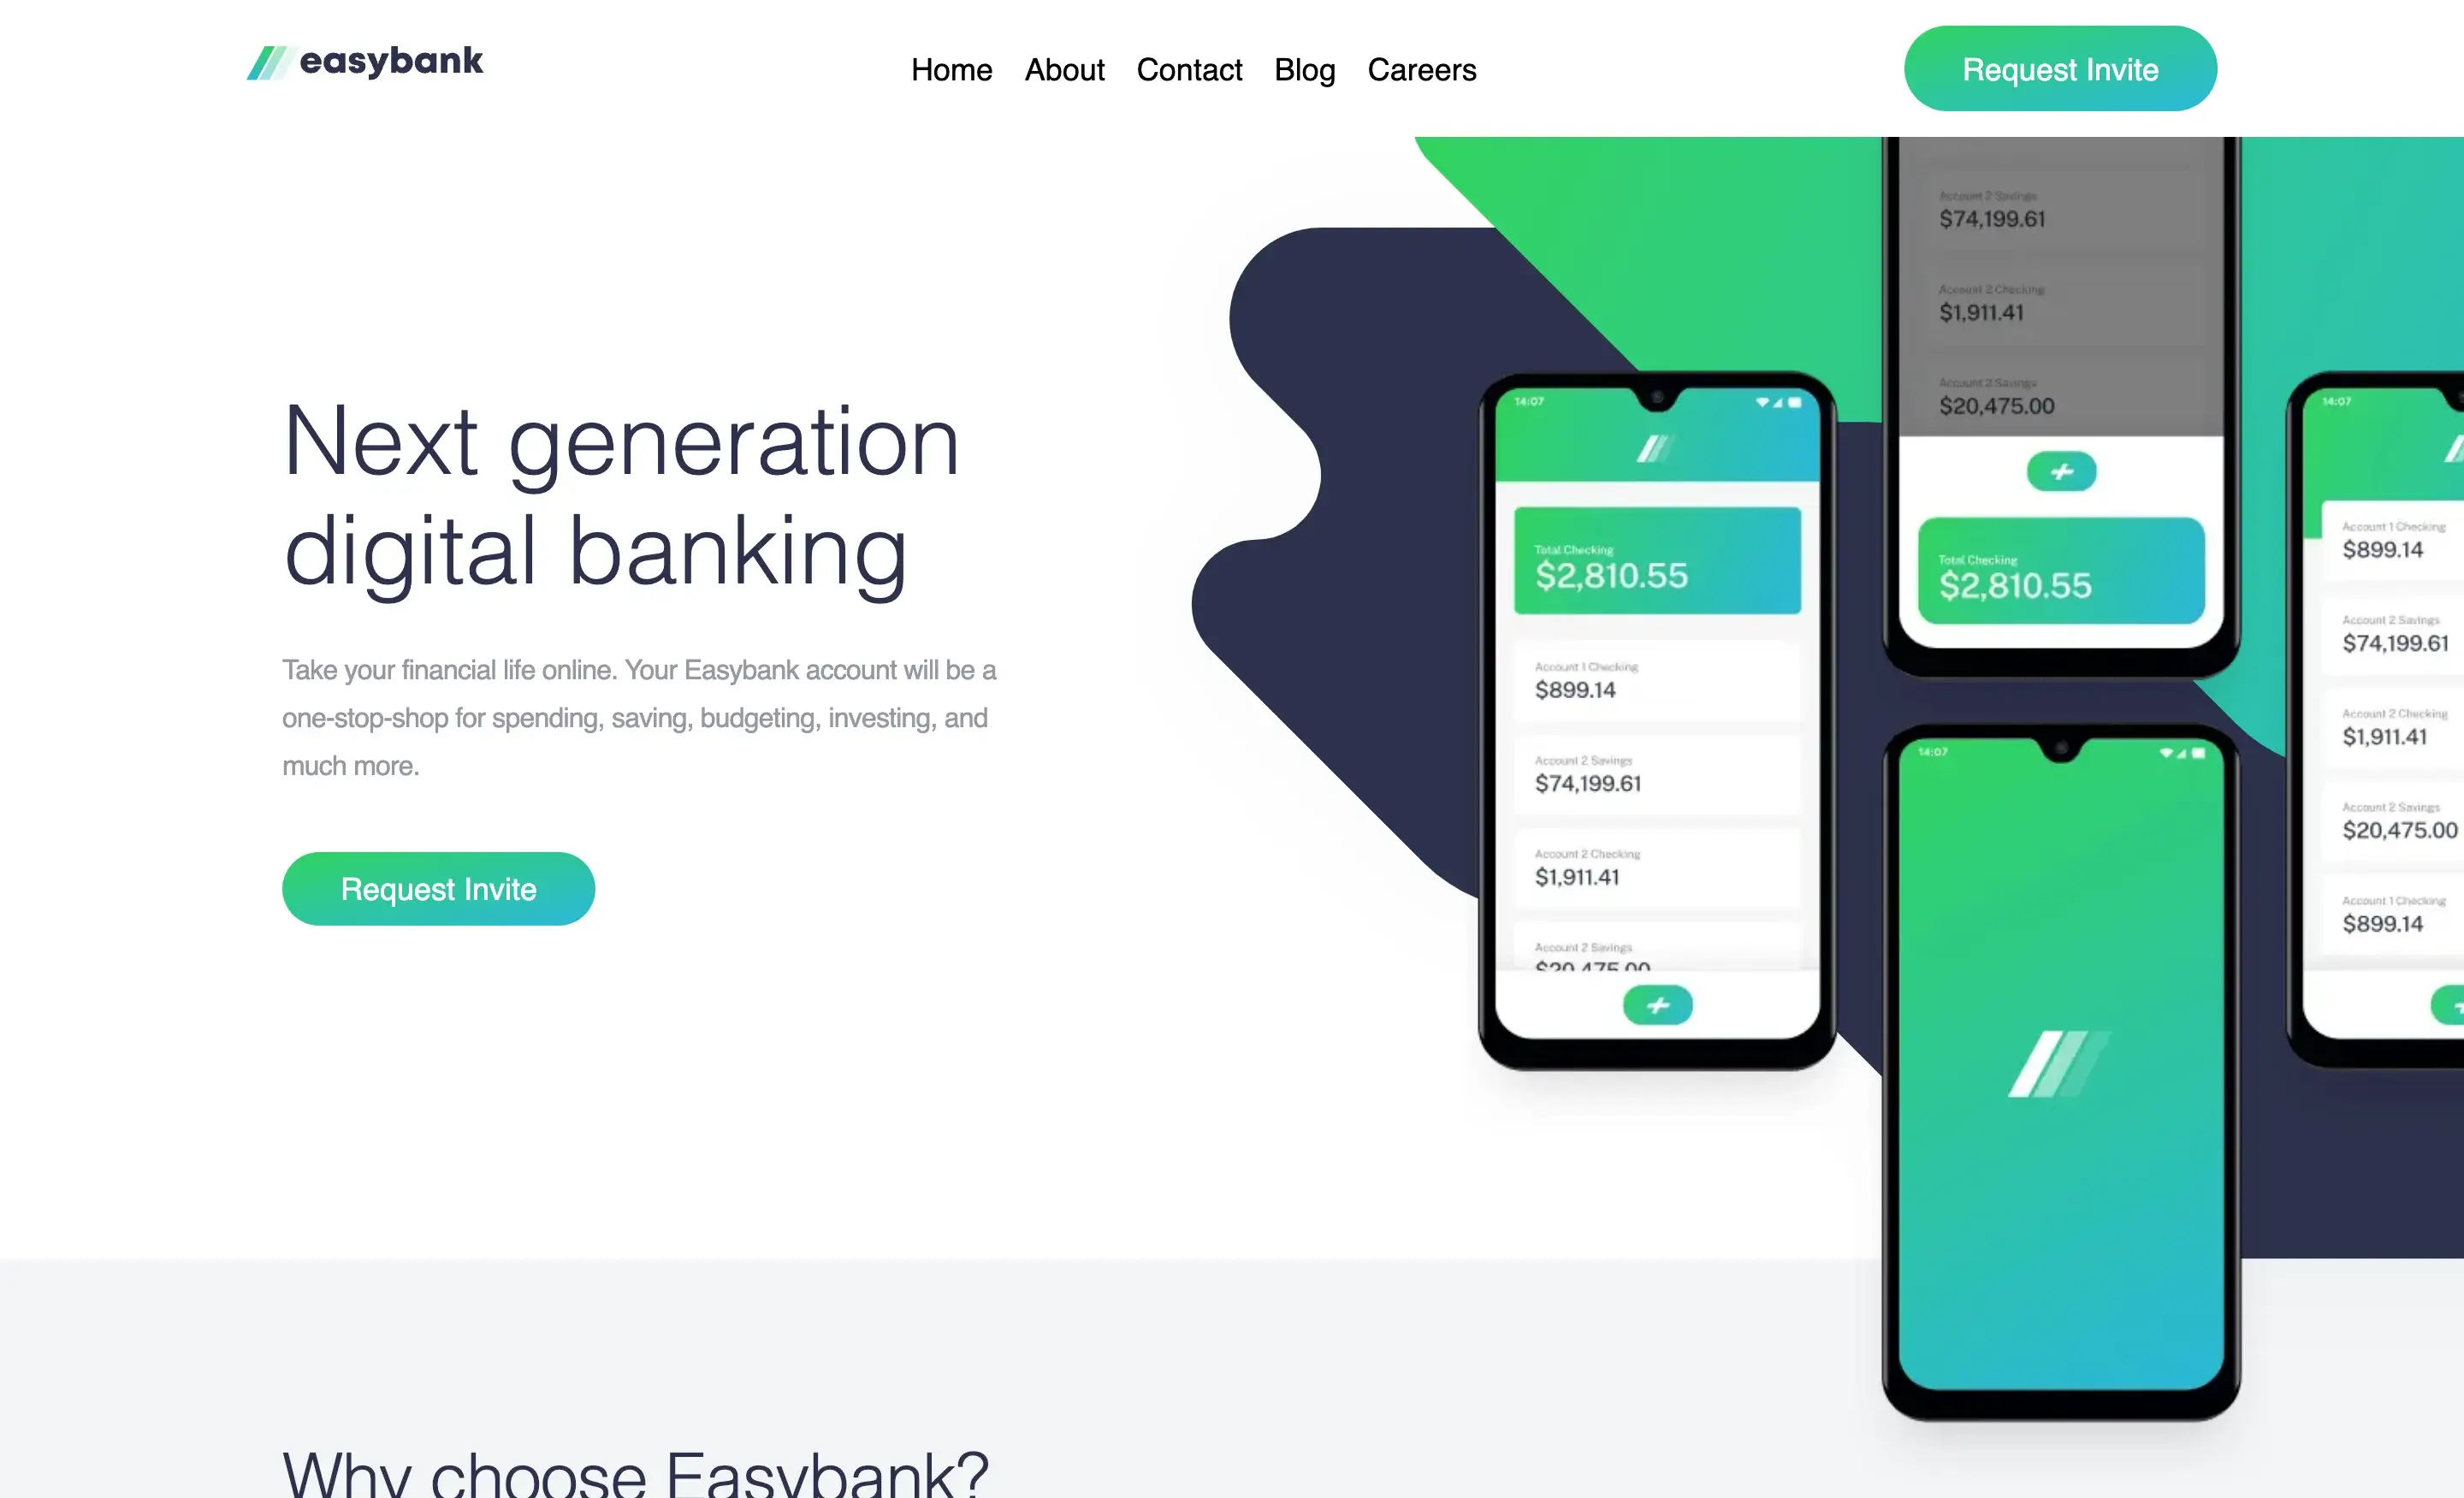 easybank
Home About Contact Blog Careers
Request Invite
Next generation
digital banking
Take your financial life online. Your Easybank account will be a
one-stop-shop for spending, saving, budgeting, investing, and
much more.
Request Invite
14:07
Total Checking
$2,810.55
Account 1 Checking
$899.14
Account 2 Savings
$74,199.61
Account 2 Checking
$1,911.41
Account 2 Savings
$20,475.00
Account 2 Savings
$74,199.61
Account 2 Checking
$1,911.41
Account 2 Savings
$20,475.00
Total Checking
$2,810.55
14:07
14:07
Account 1 Checking
$899.14
Account 2 Savings
$74,199.61
Account 2 Checking
$1,911.41
Account 2 Savings
$20,475.00
Account 1 Checking
$899.14
Why choose Easybank?